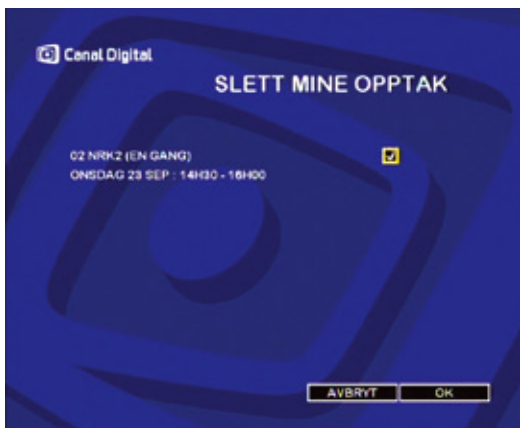 Canal Digital
SLETT MINE OPPTAK
02 NRK2 (EN GANG)
ONSDAG 23 SEP : 14H30 - 16H00
AVBRYT OK